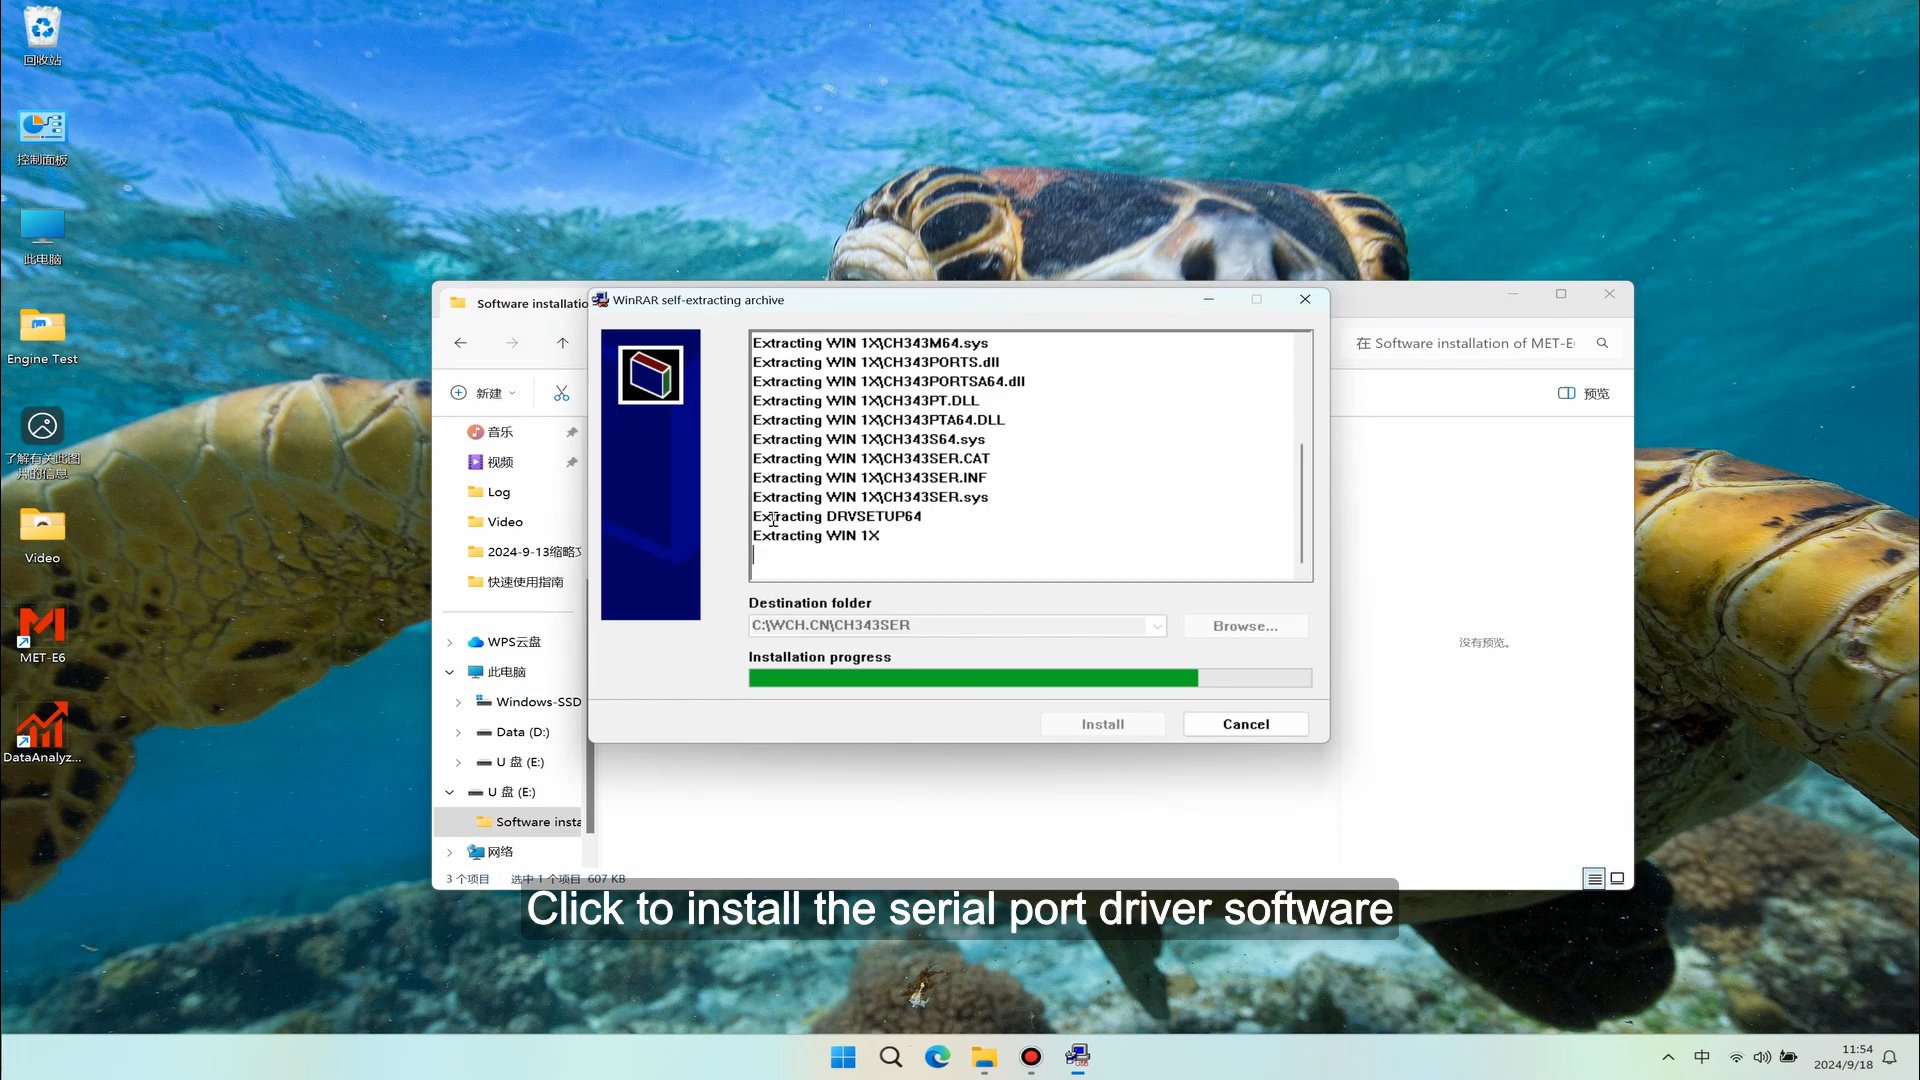 回收站
控制面板
此电脑
Engine Test
了解有关此图
片的信息
Video
MET-E6
DataAnalyz...
Software installatio
WinRAR self-extracting archive
在 Software installation of MET-E
新建
预览
音乐
视频
Log
Video
2024-9-13缩略
快速使用指南
WPS云盘
此电脑
Windows-SSD
Data (D:)
U 盘 (E:)
U 盘 (E:)
Software insta
网络
3 个项目 选中 1 个项目 607 KB
Extracting WIN 1X\CH343M64.sys
Extracting WIN 1X\CH343PORTS.dll
Extracting WIN 1X\CH343PORTSA64.dll
Extracting WIN 1X\CH343PT.DLL
Extracting WIN 1X\CH343PTA64.DLL
Extracting WIN 1X\CH343S64.sys
Extracting WIN 1X\CH343SER.CAT
Extracting WIN 1X\CH343SER.INF
Extracting WIN 1X\CH343SER.sys
Extracting DRVSETUP64
Extracting WIN 1X
Destination folder
C:\WCH.CN\CH343SER
Browse...
Installation progress
Install
Cancel
没有预览。
Click to install the serial port driver software
中
11:54
2024/9/18